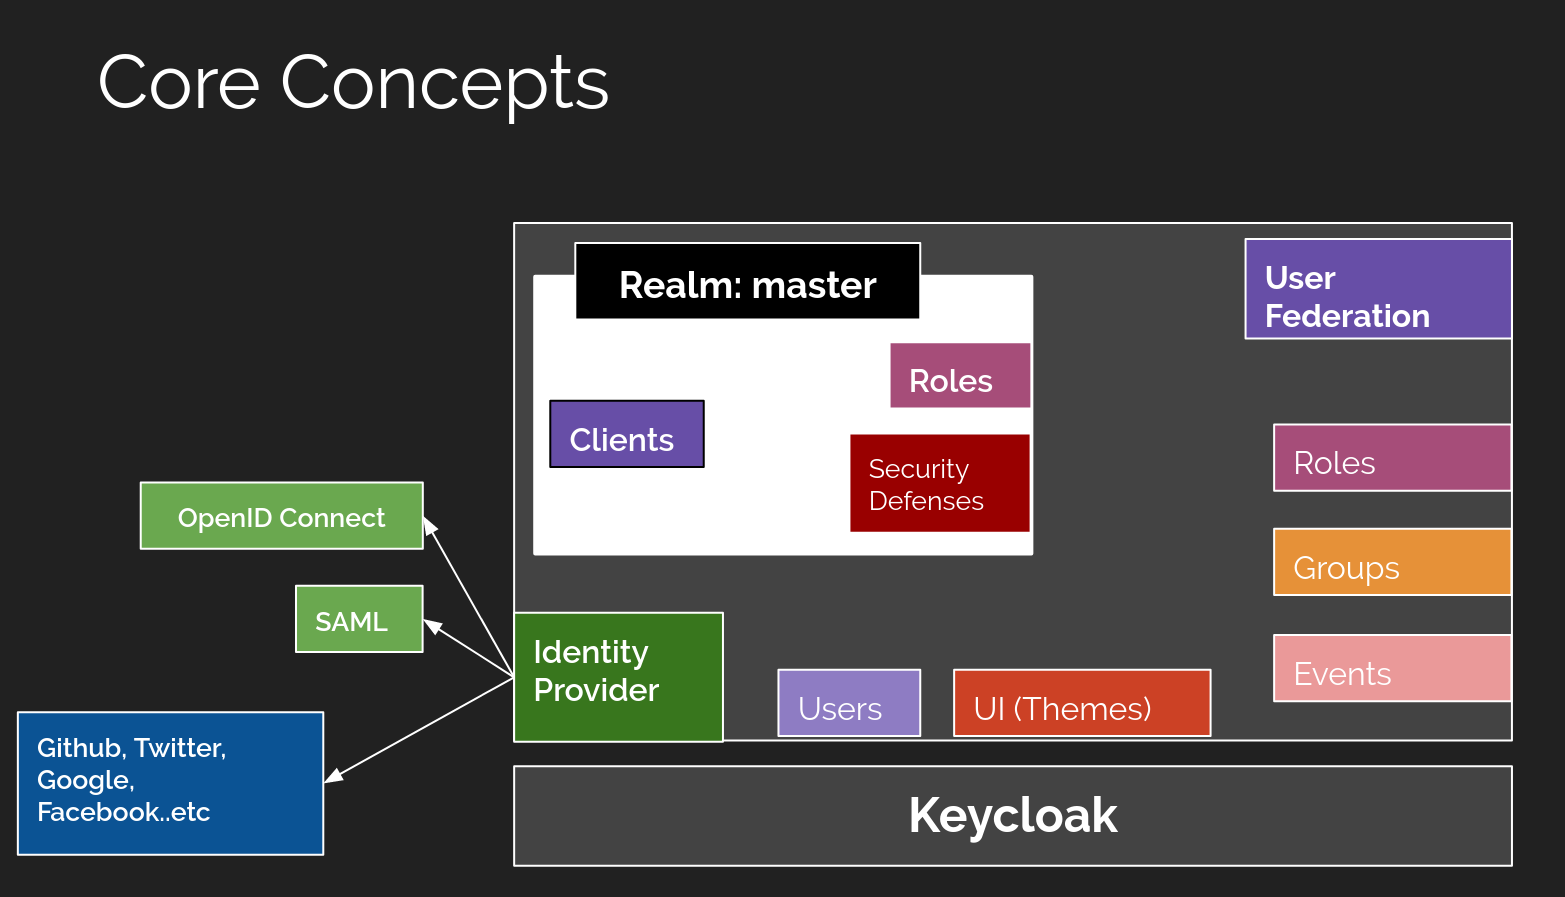 Core Concepts
Realm: master
Roles
Clients
Security
Defenses
User
Federation
Roles
Groups
Events
OpenID Connect
SAML
Github, Twitter,
Google,
Facebook..etc
Identity
Provider
Users
UI (Themes)
Keycloak